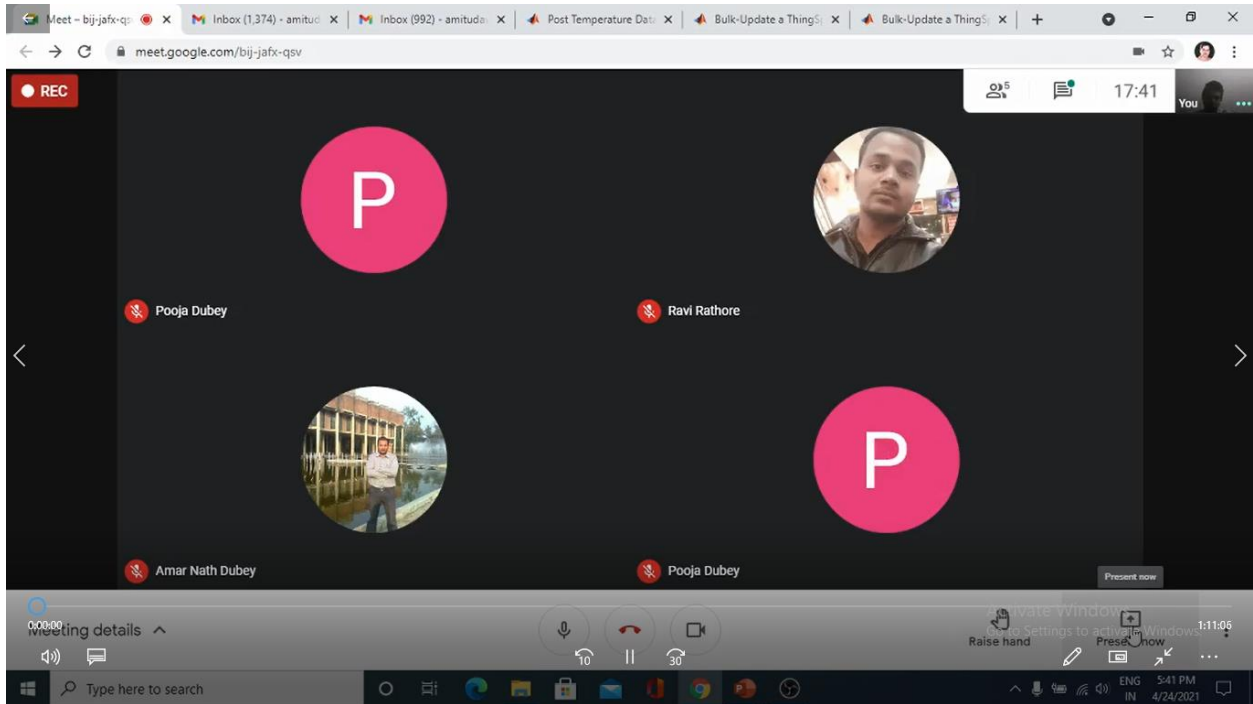 Meet – bij-jafx-qs
Inbox (1,374) - amitud
Inbox (992) - amituda
Post Temperature Dat
Bulk-Update a ThingS
Bulk-Update a ThingS
meet.google.com/bij-jafx-qsv
REC
5
17:41
You
P
Pooja Dubey
Ravi Rathore
P
Amar Nath Dubey
Pooja Dubey
Present now
0:00:00
Meeting details
Activate Windows
Go to Settings to activate Windows.
1:11:06
Raise hand
Present now
10
30
Type here to search
ENG
IN
5:41 PM
4/24/2021